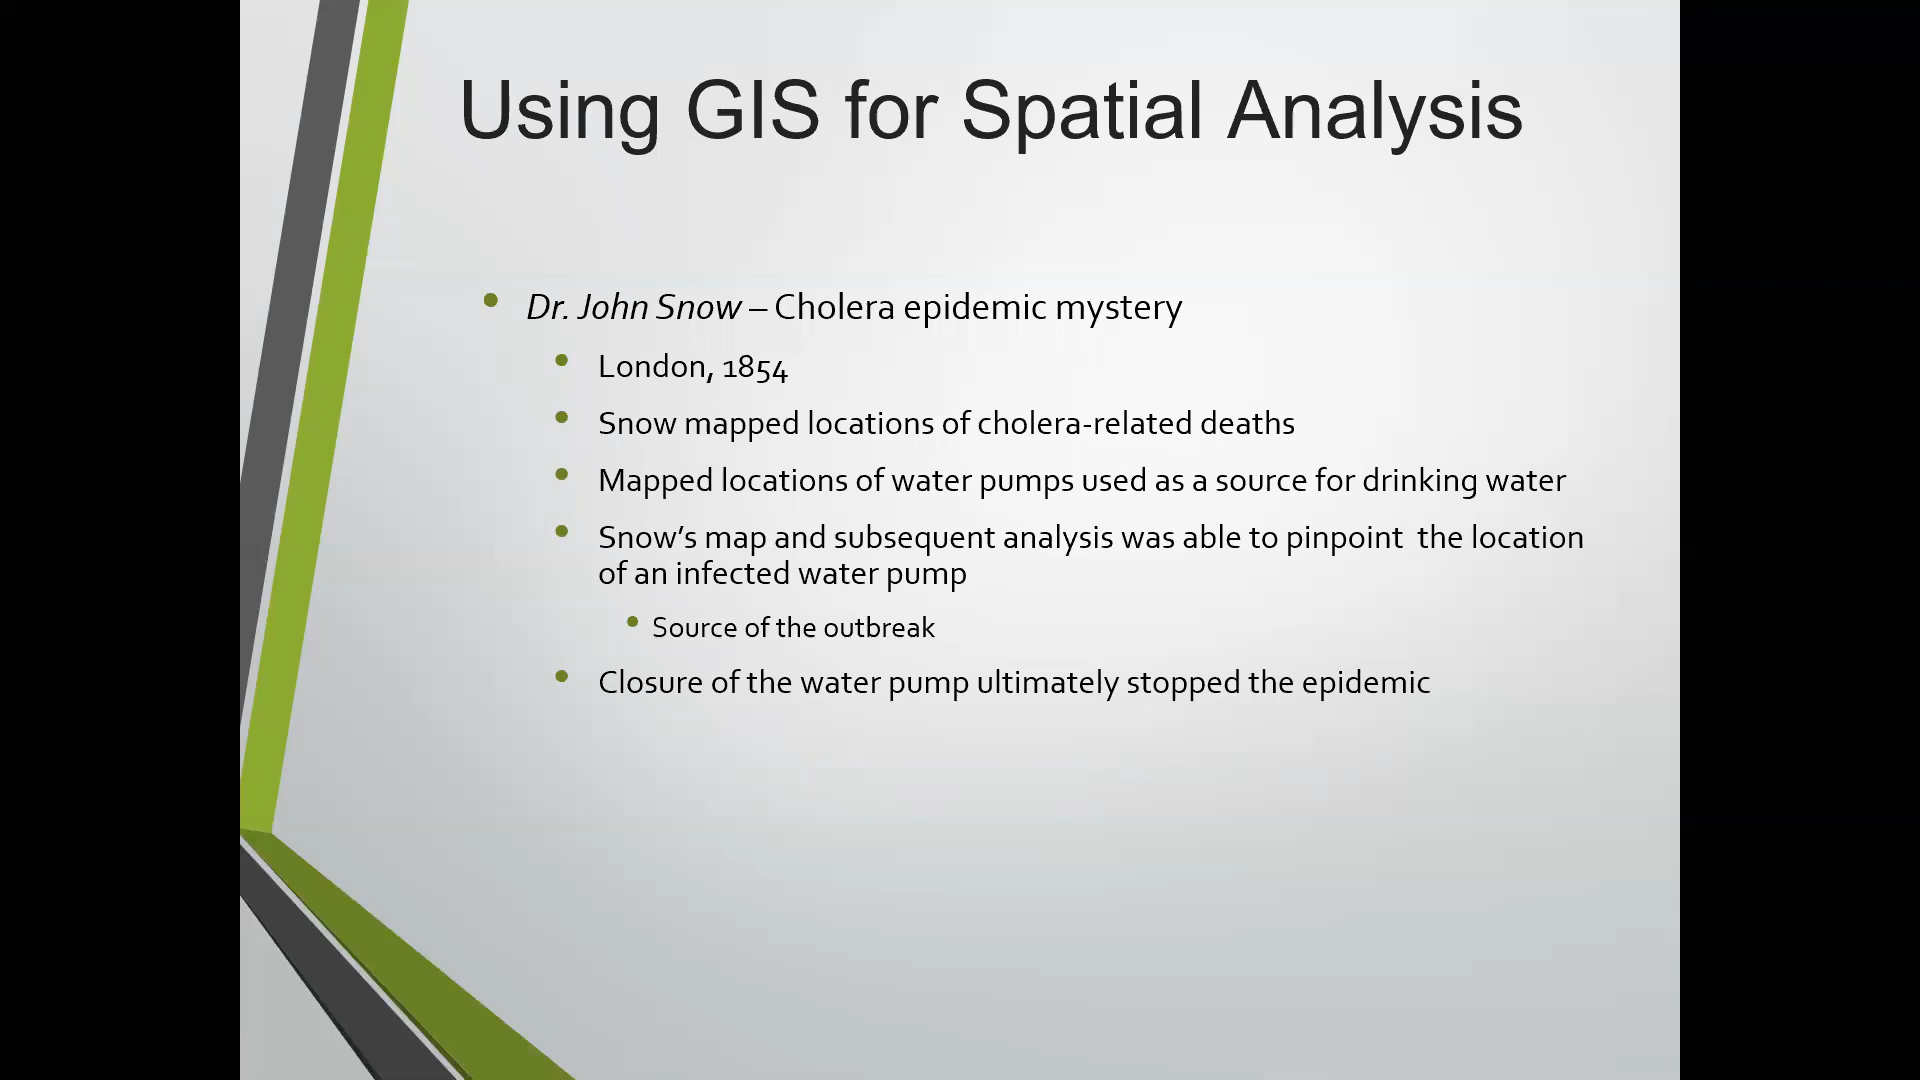 Using GIS for Spatial Analysis
Dr. John Snow – Cholera epidemic mystery
London, 1854
Snow mapped locations of cholera-related deaths
Mapped locations of water pumps used as a source for drinking water
Snow’s map and subsequent analysis was able to pinpoint  the location
of an infected water pump
Source of the outbreak
Closure of the water pump ultimately stopped the epidemic